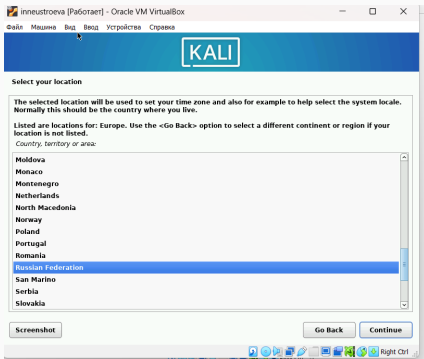 inneustroeva [Работает] - Oracle VM VirtualBox
Файл Машина Вид Ввод Устройства Справка
KALI
Select your location
The selected location will be used to set your time zone and also for example to help select the system locale.
Normally this should be the country where you live.
Listed are locations for: Europe. Use the <Go Back> option to select a different continent or region if your
location is not listed.
Country, territory or area:
Moldova
Monaco
Montenegro
Netherlands
North Macedonia
Norway
Poland
Portugal
Romania
Russian Federation
San Marino
Serbia
Slovakia
Screenshot Go Back Continue
Right Ctrl